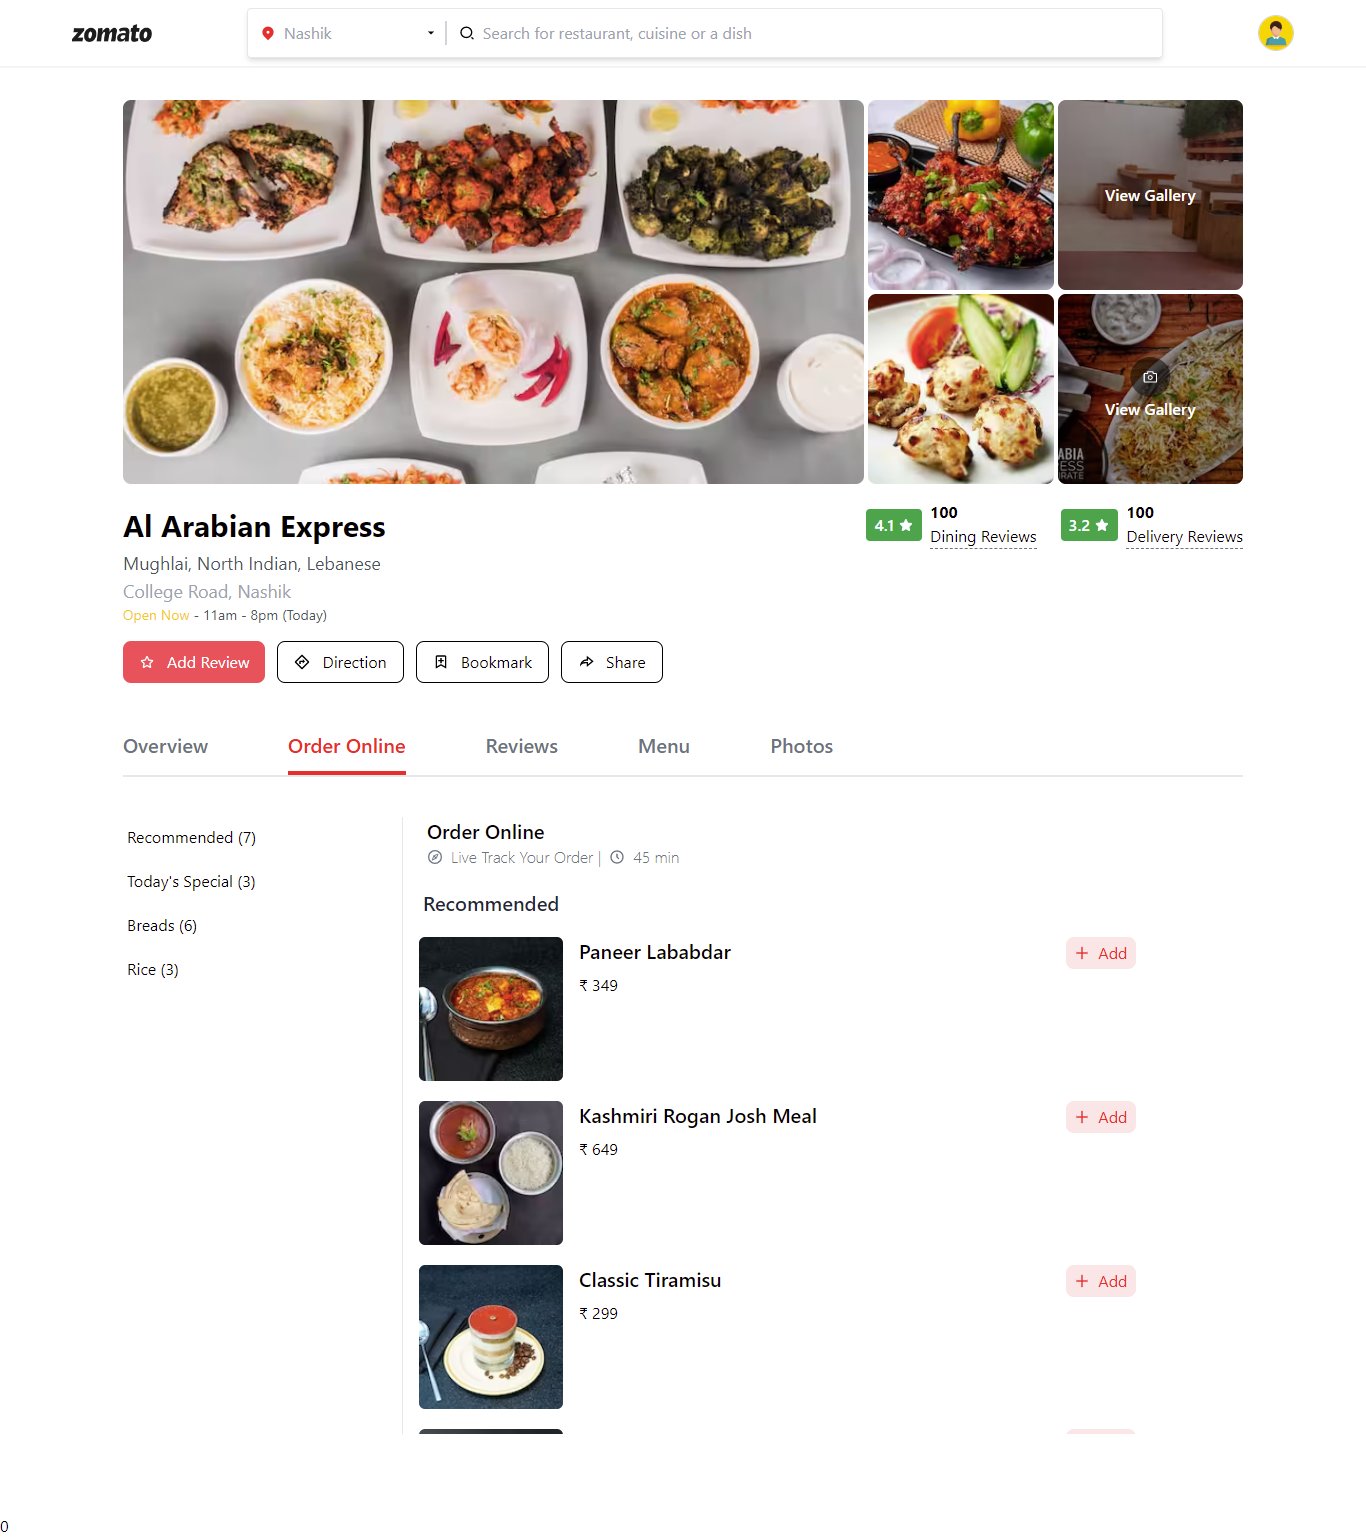 zomato
Nashik
Search for restaurant, cuisine or a dish
View Gallery
View Gallery
ABIA
ESS
RATE
Al Arabian Express
4.1
100
Dining Reviews
3.2
100
Delivery Reviews
Mughlai, North Indian, Lebanese
College Road, Nashik
Open Now - 11am - 8pm (Today)
Add Review
Direction
Bookmark
Share
Overview
Order Online
Reviews
Menu
Photos
Recommended (7)
Today's Special (3)
Breads (6)
Rice (3)
Order Online
Live Track Your Order | 45 min
Recommended
Paneer Lababdar
+ Add
₹ 349
Kashmiri Rogan Josh Meal
+ Add
₹ 649
Classic Tiramisu
+ Add
₹ 299
0